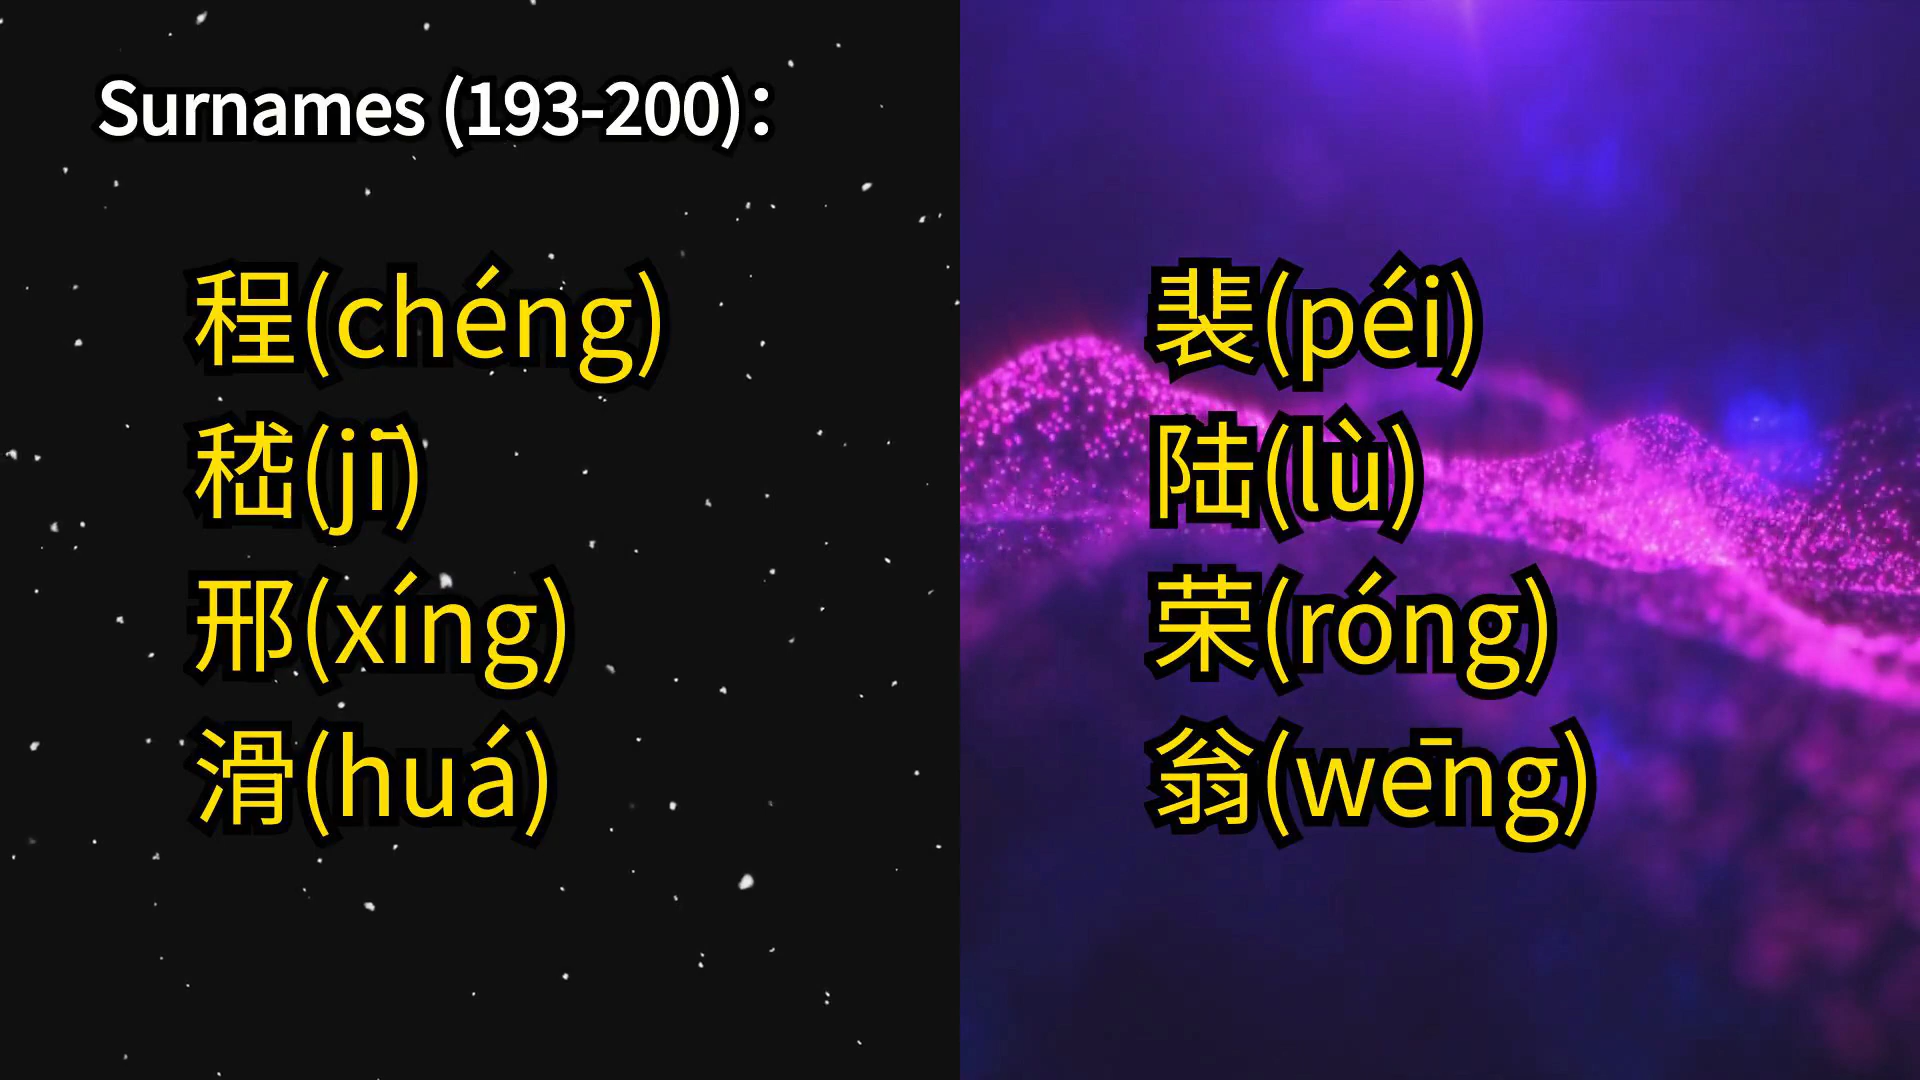 Surnames (193-200)：
程(chéng)
嵇(jī)
邢(xíng)
滑(huá)
裴(péi)
陆(lù)
荣(róng)
翁(wēng)